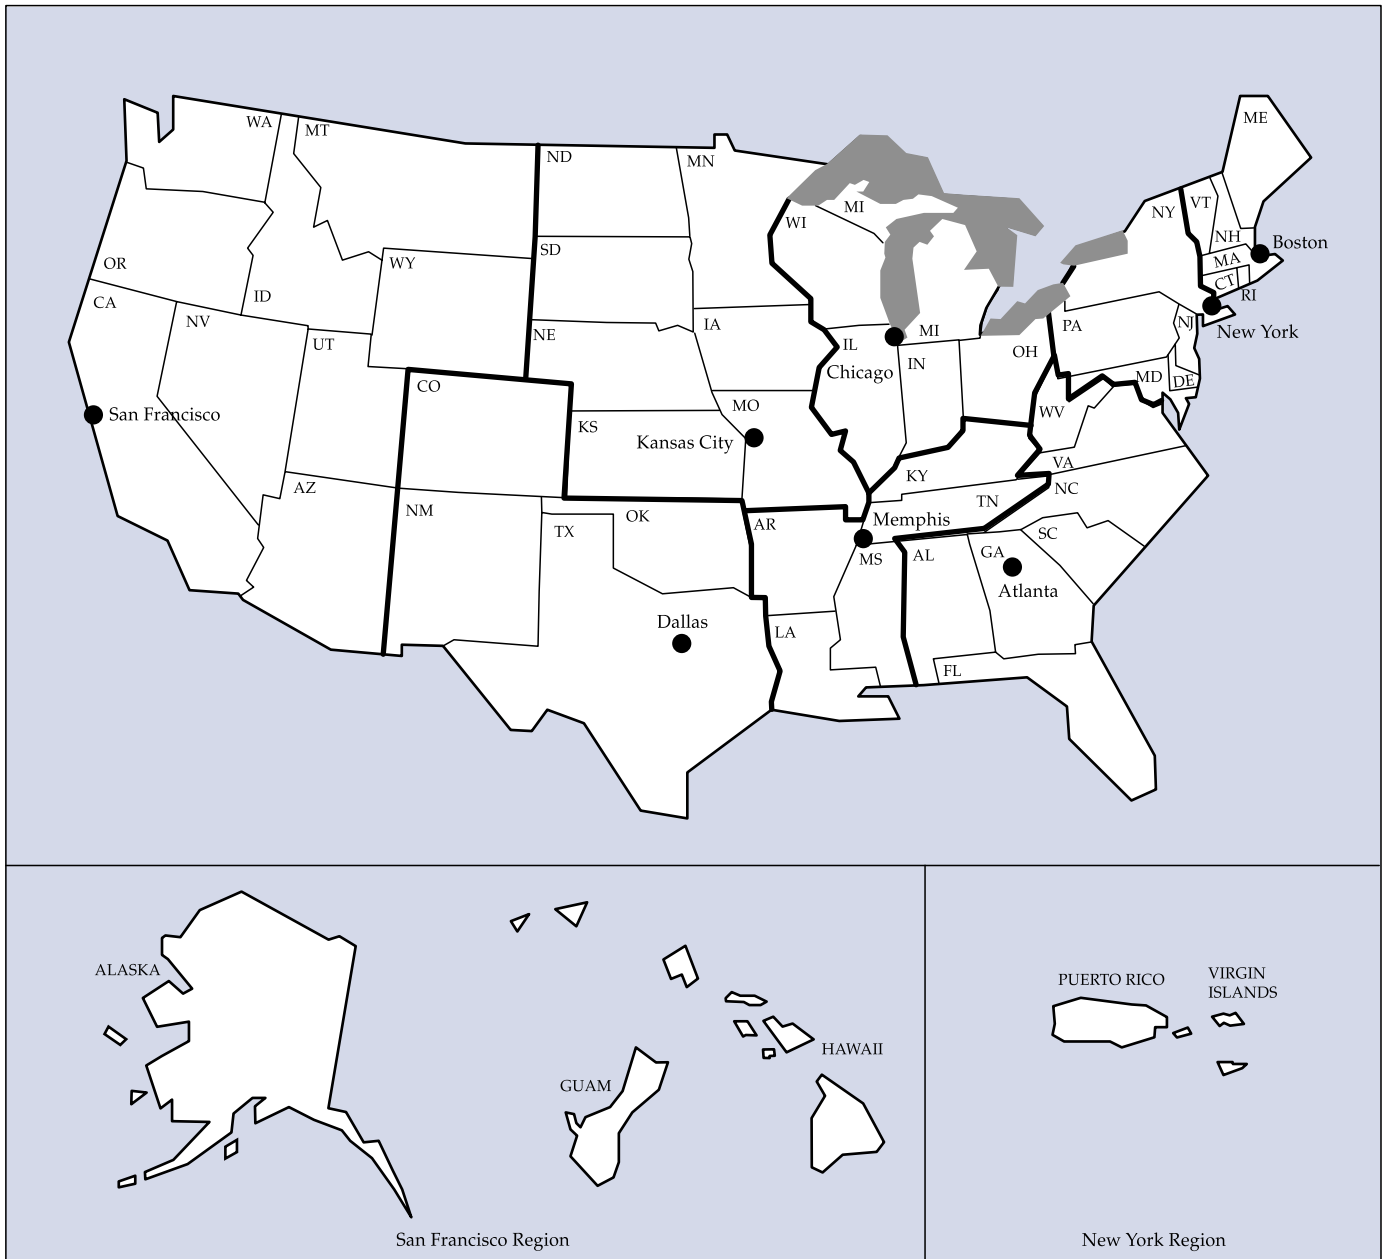 ME
WA
MT
ND
MN
NY
VT
MI
WI
NH
Boston
SD
MA
OR
WY
CT
CA
ID
RI
NV
IA
NJ
New York
NE
MI
PA
UT
IL
OH
IN
Chicago
MD
DE
CO
MO
San Francisco
WV
KS
Kansas City
VA
KY
AZ
NC
TN
NM
OK
Memphis
TX
AR
SC
MS
AL
GA
Atlanta
Dallas
LA
FL
ALASKA
PUERTO RICO
VIRGIN
ISLANDS
HAWAII
GUAM
San Francisco Region
New York Region